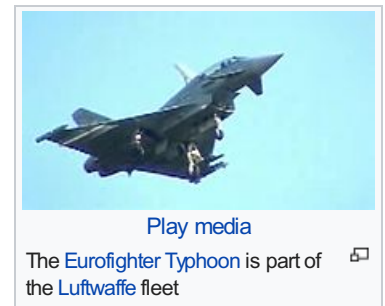 Play media
The Eurofighter Typhoon is part of
the Luftwaffe fleet